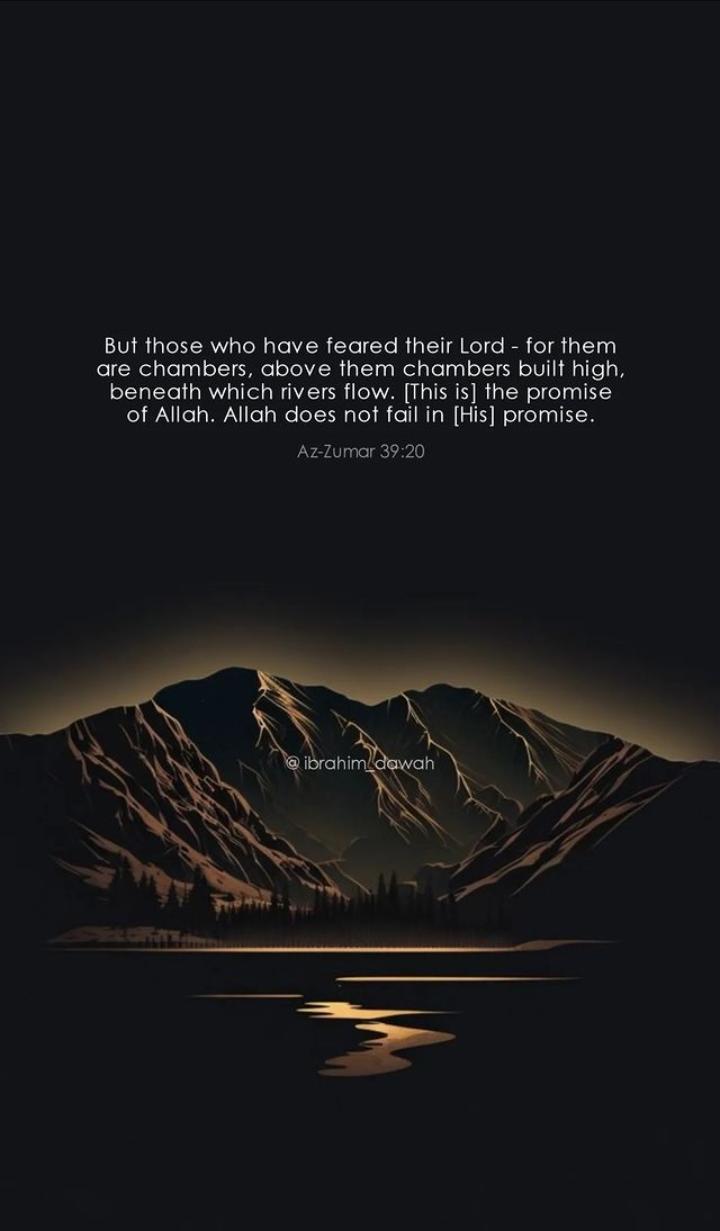 But those who have feared their Lord - for them
are chambers, above them chambers built high,
beneath which rivers flow. [This is] the promise
of Allah. Allah does not fail in [His] promise.
Az-Zumar 39:20
@ibrahim_dawah